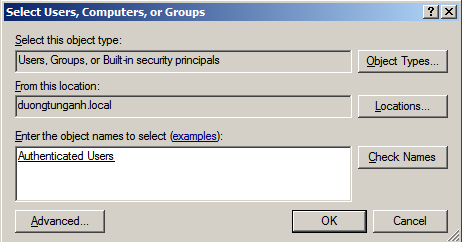 Select Users, Computers, or Groups
Select this object type:
Users, Groups, or Built-in security principals
Object Types...
From this location:
duongtunganh.local
Locations...
Enter the object names to select (examples):
Authenticated Users
Check Names
Advanced...
OK
Cancel